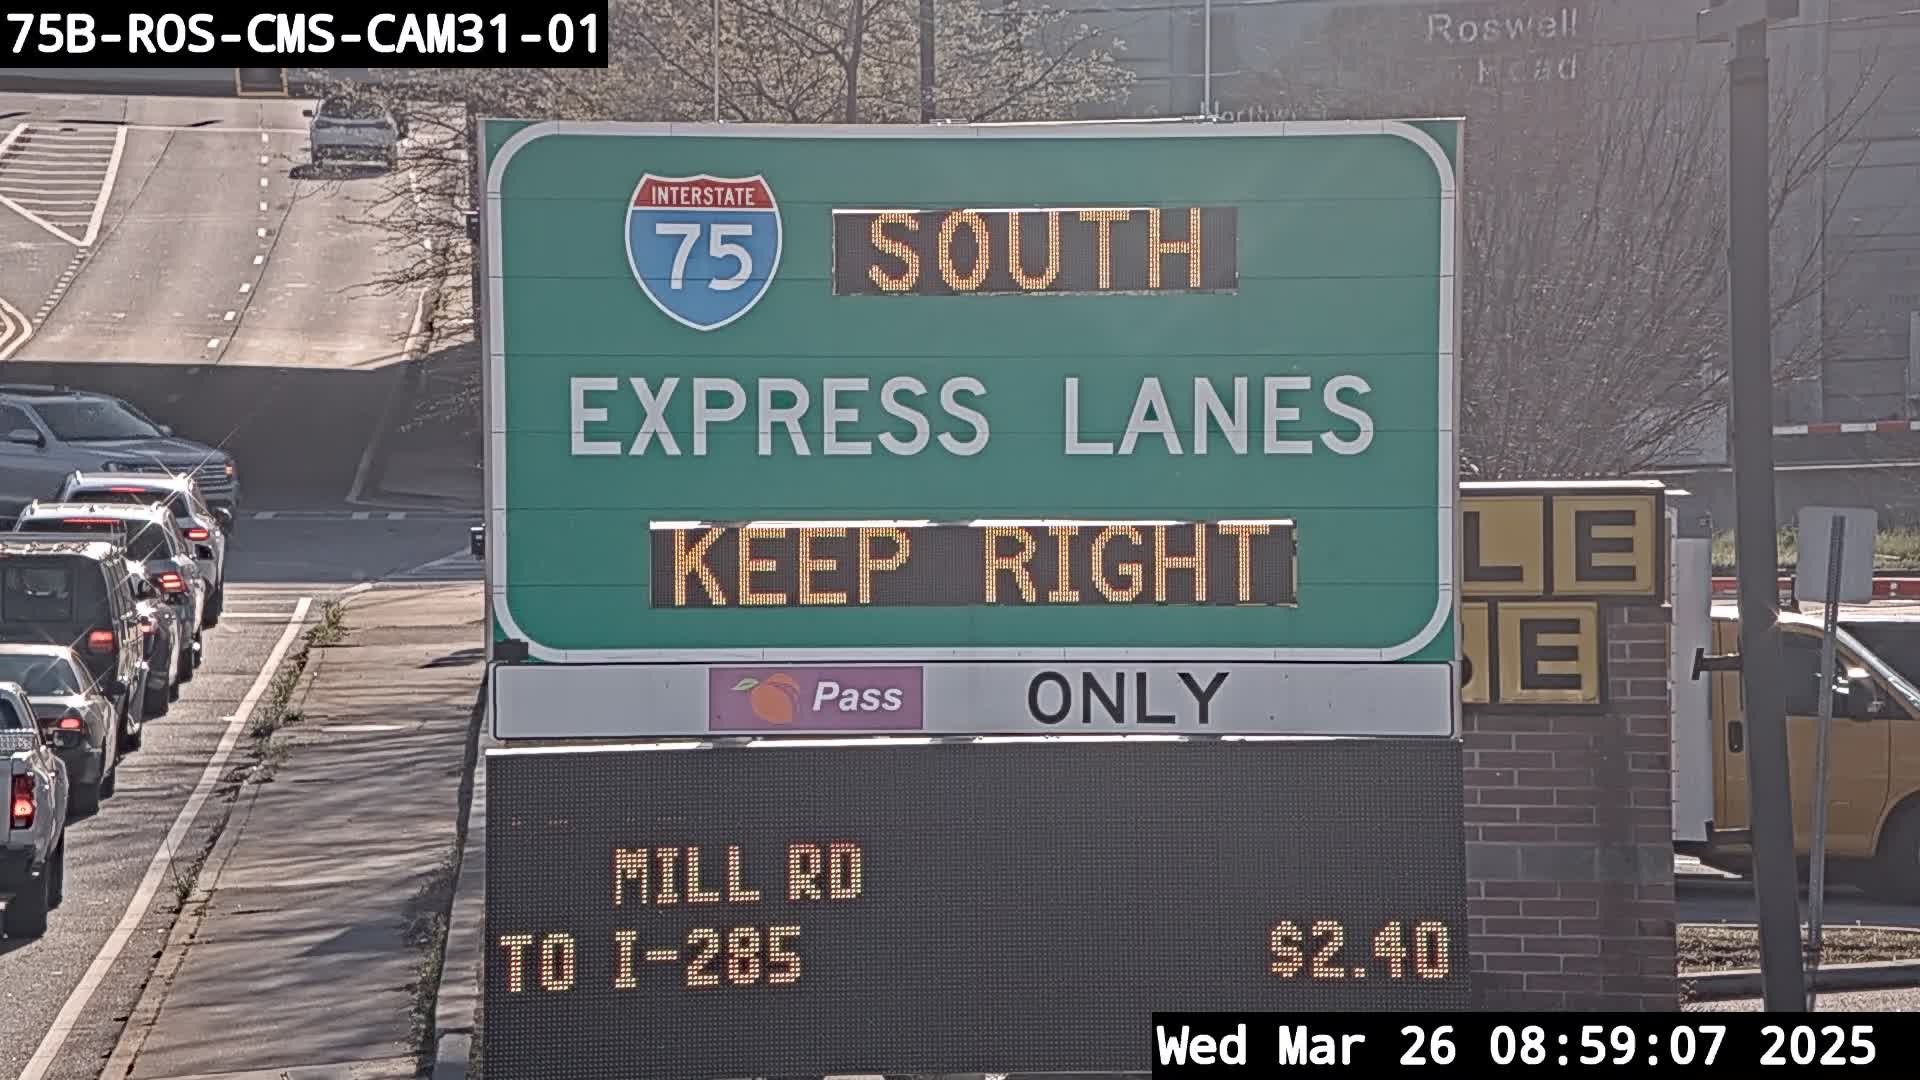 75B-ROS-CMS-CAM31-01
Roswell
Road
INTERSTATE
75
SOUTH
EXPRESS LANES
KEEP RIGHT
LE
E
Pass ONLY
MILL RD
TO I-285 $2.40
Wed Mar 26 08:59:07 2025